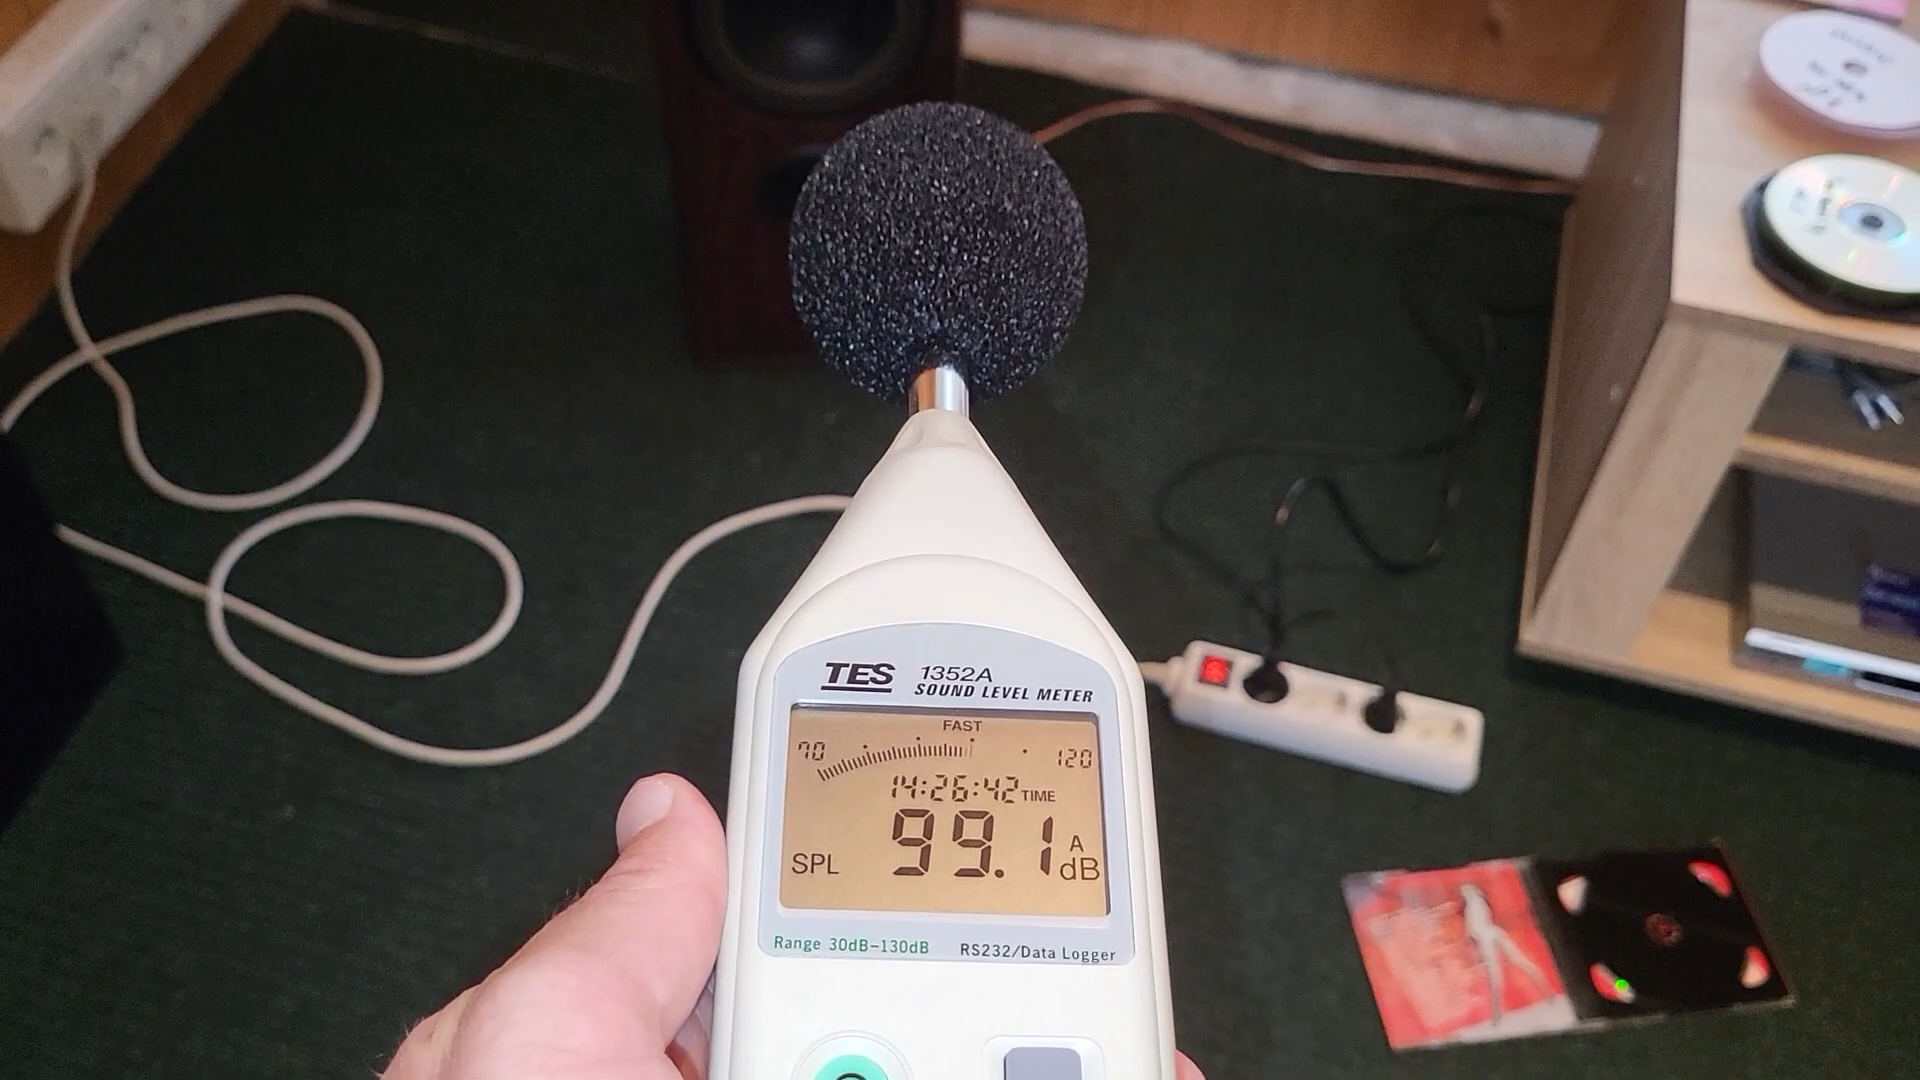 TES 1352A
SOUND LEVEL METER
FAST
70 120
14:26:42 TIME
SPL 99.1 A dB
Range 30dB-130dB RS232/Data Logger